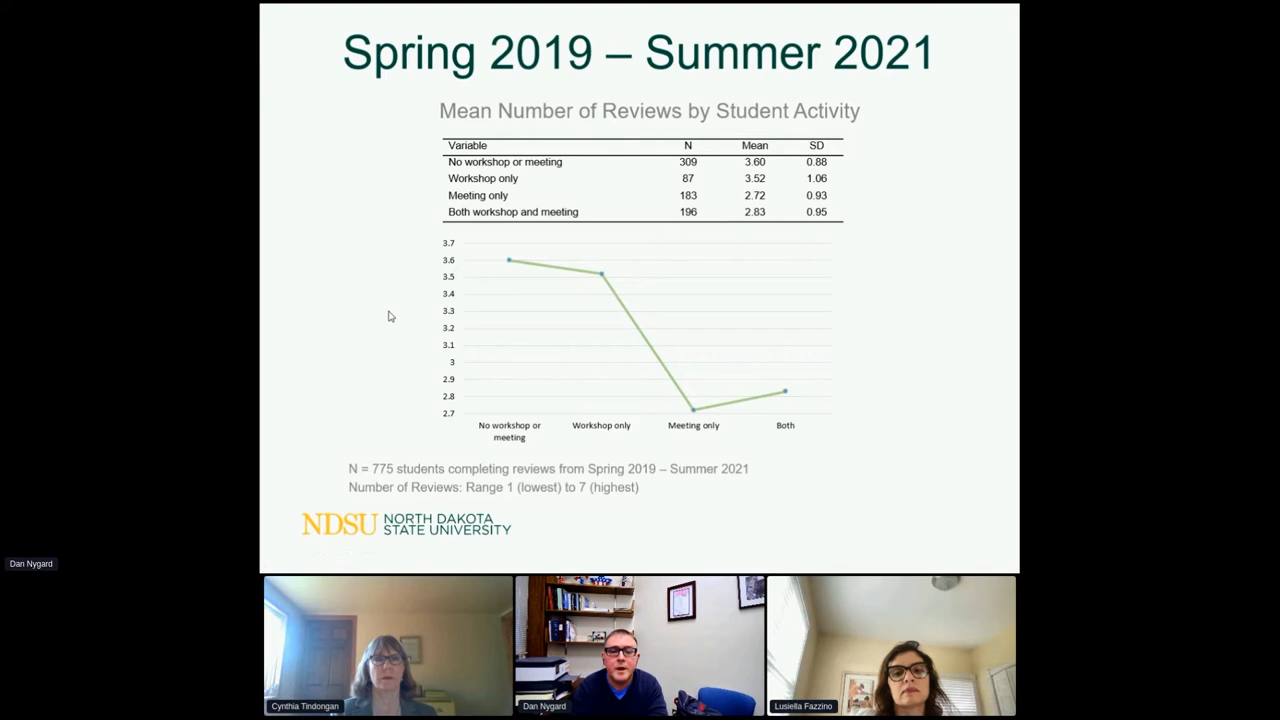 Spring 2019 – Summer 2021
Mean Number of Reviews by Student Activity
Variable N Mean SD
No workshop or meeting 309 3.60 0.88
Workshop only 87 3.52 1.06
Meeting only 183 2.72 0.93
Both workshop and meeting 196 2.83 0.95
3.7
3.6
3.5
3.4
3.3
3.2
3.1
3
2.9
2.8
2.7
No workshop or meeting
Workshop only
Meeting only
Both
N = 775 students completing reviews from Spring 2019 – Summer 2021
Number of Reviews: Range 1 (lowest) to 7 (highest)
NDSU NORTH DAKOTA
STATE UNIVERSITY
Dan Nygard
Cynthia Tindongan
Dan Nygard
Lusiella Fazzino